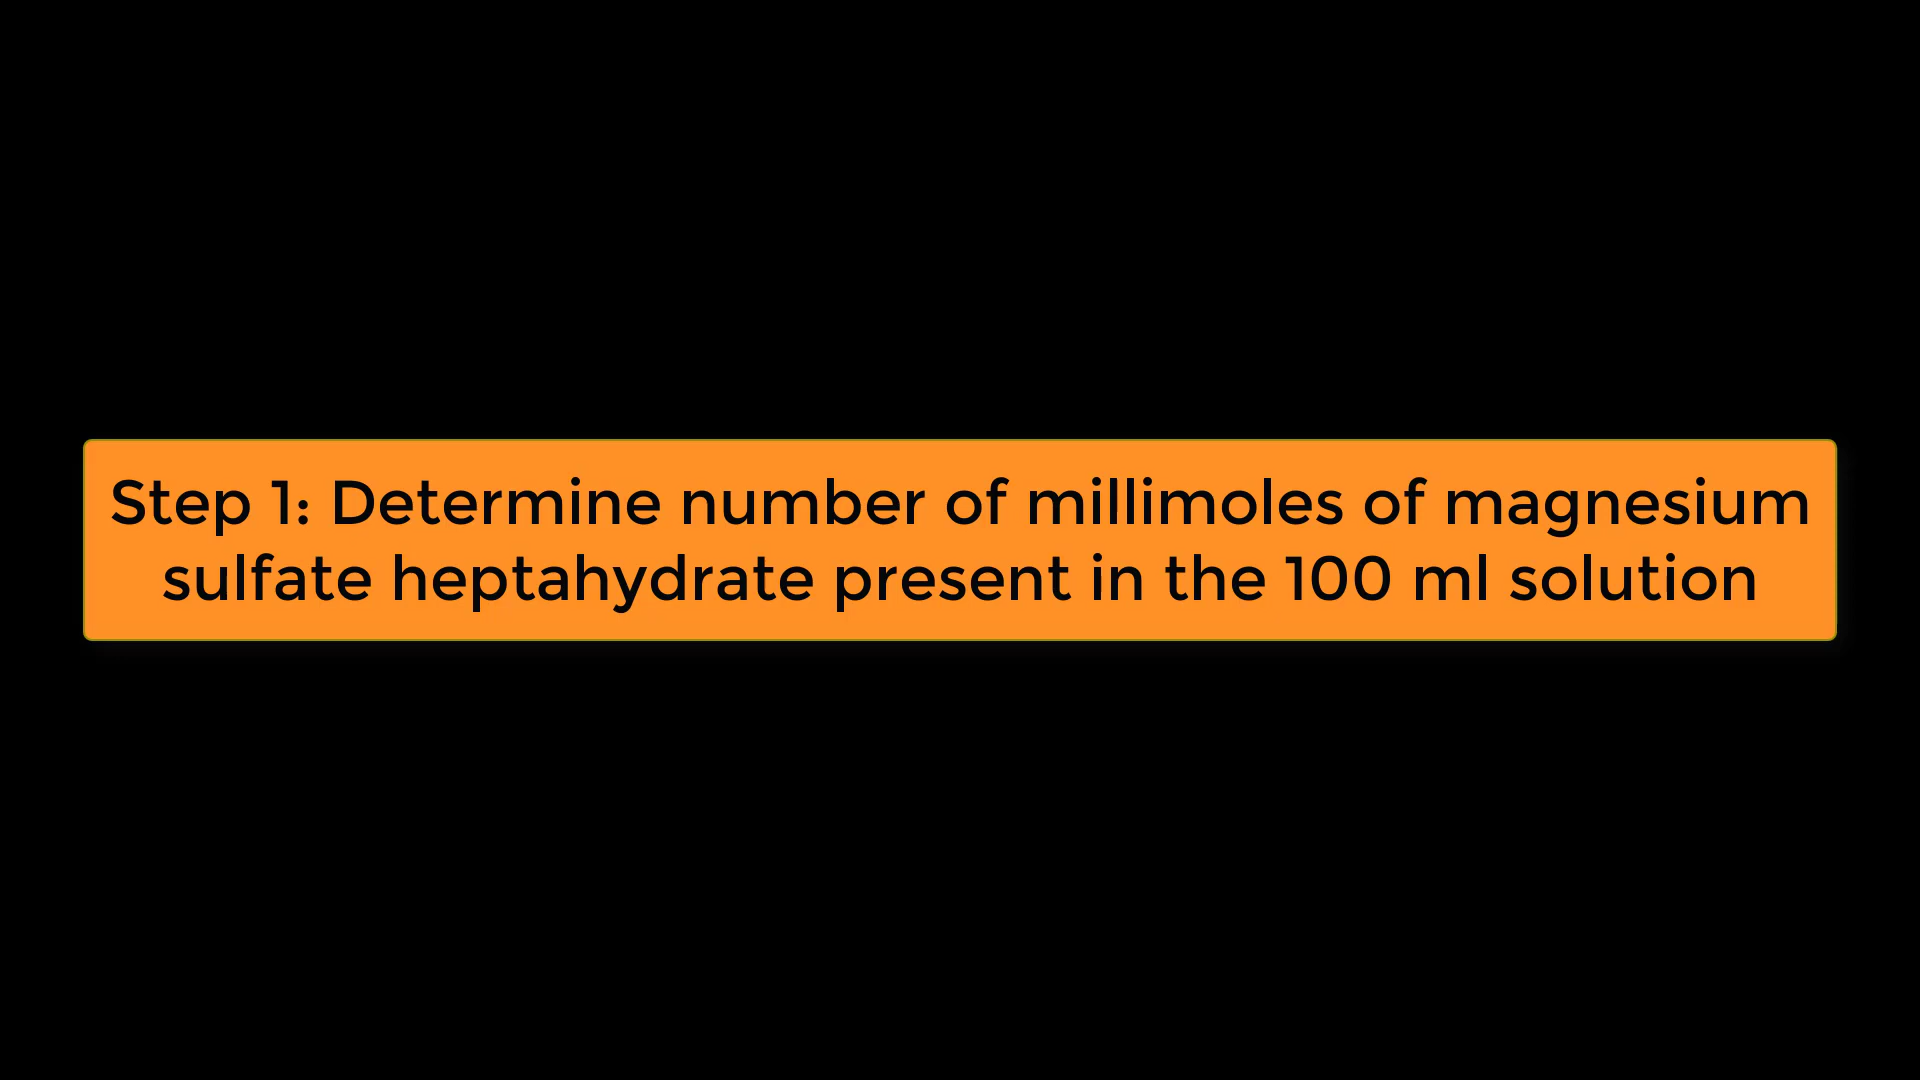 Step 1: Determine number of millimoles of magnesium
sulfate heptahydrate present in the 100 ml solution